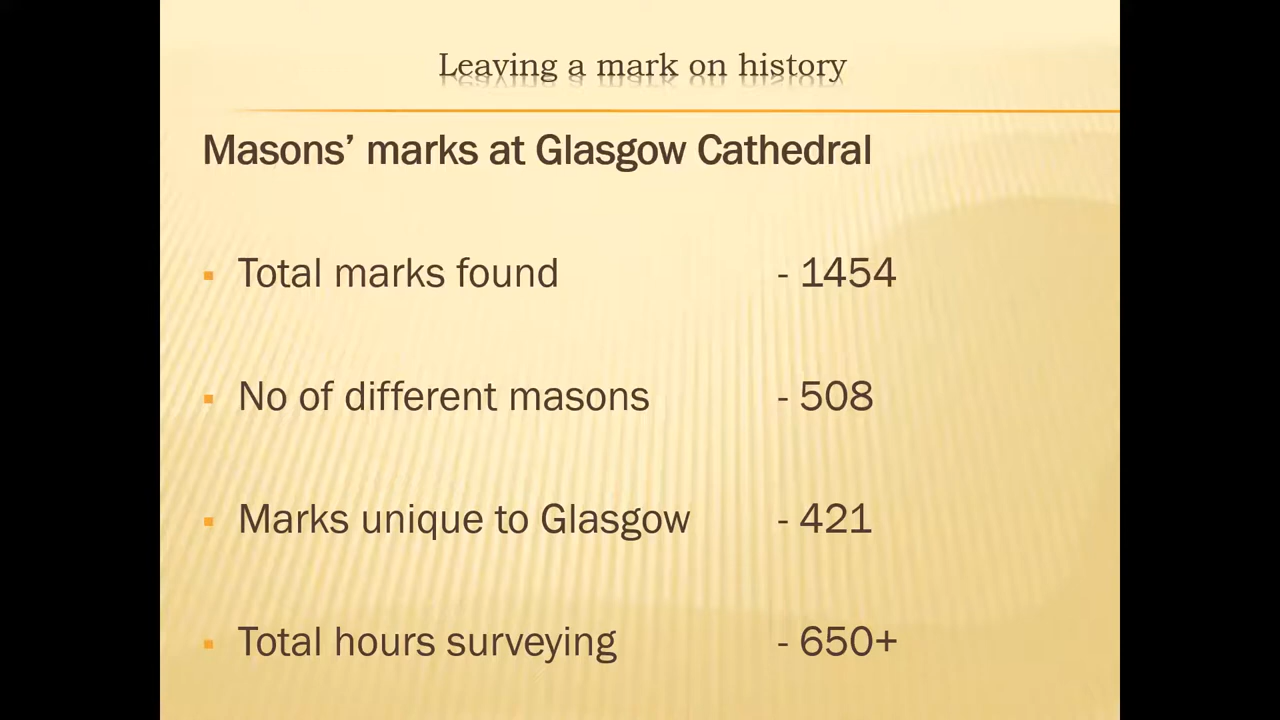 Leaving a mark on history
Masons’ marks at Glasgow Cathedral
▪ Total marks found - 1454
▪ No of different masons - 508
▪ Marks unique to Glasgow - 421
▪ Total hours surveying - 650+